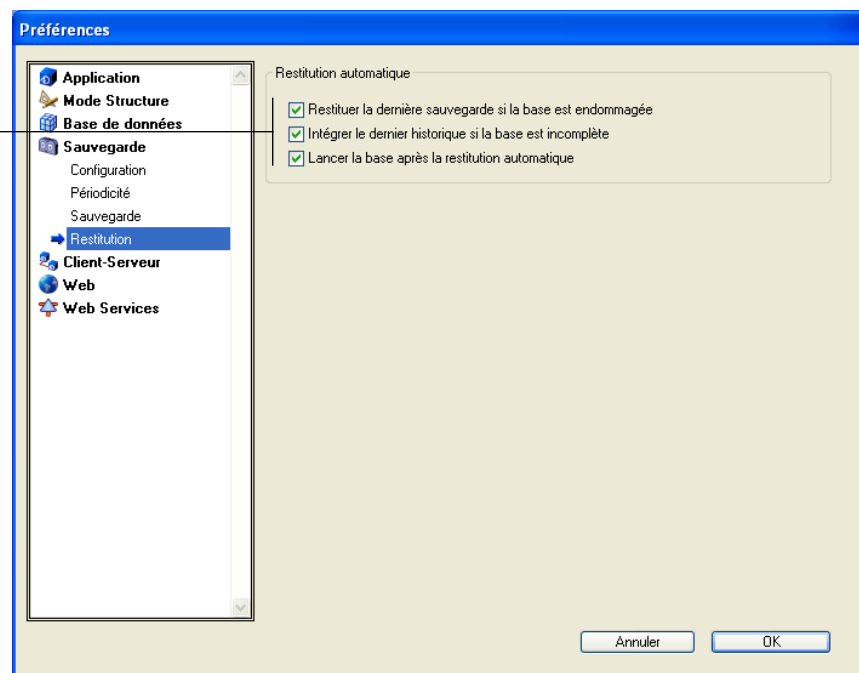 Préférences
Application
Mode Structure
Base de données
Sauvegarde
Configuration
Périodicité
Sauvegarde
Restitution
Client-Serveur
Web
Web Services
Restitution automatique
Restituer la dernière sauvegarde si la base est endommagée
Intégrer le dernier historique si la base est incomplète
Lancer la base après la restitution automatique
Annuler
OK